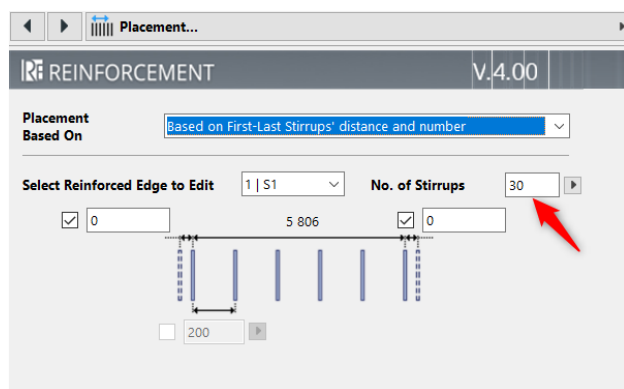 Placement...
REINFORCEMENT V.4.00
Placement
Based On
Based on First-Last Stirrups' distance and number
Select Reinforced Edge to Edit 1 | S1 No. of Stirrups 30
0 5 806 0
200